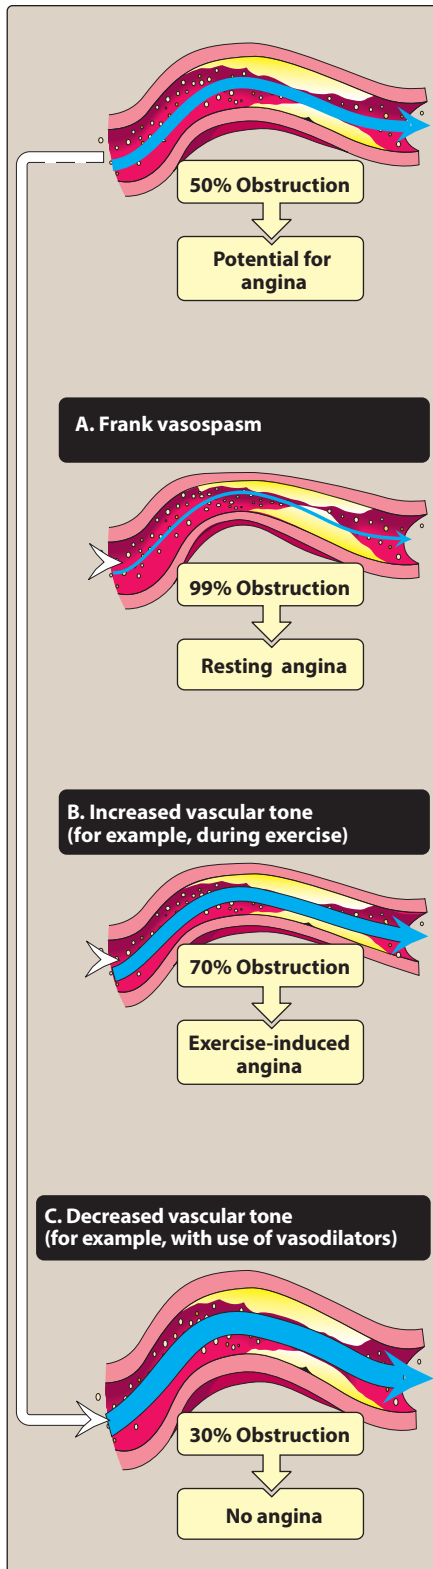 50% Obstruction
Potential for
angina
A. Frank vasospasm
99% Obstruction
Resting angina
B. Increased vascular tone
(for example, during exercise)
70% Obstruction
Exercise-induced
angina
C. Decreased vascular tone
(for example, with use of vasodilators)
30% Obstruction
No angina